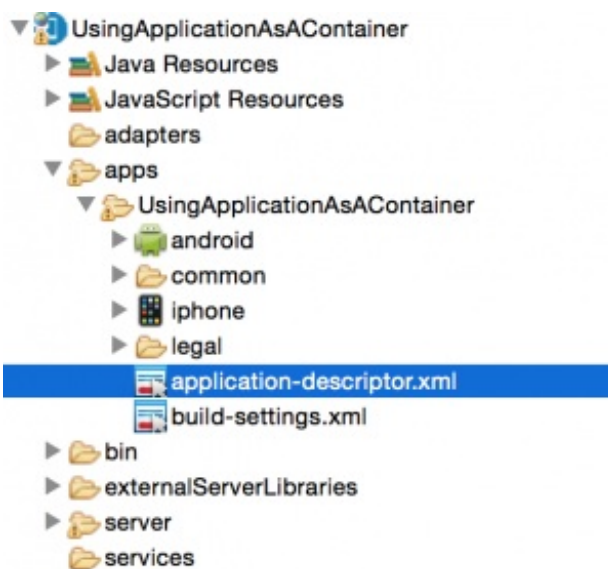 UsingApplicationAsAContainer
Java Resources
JavaScript Resources
adapters
apps
UsingApplicationAsAContainer
android
common
iphone
legal
application-descriptor.xml
build-settings.xml
bin
externalServerLibraries
server
services